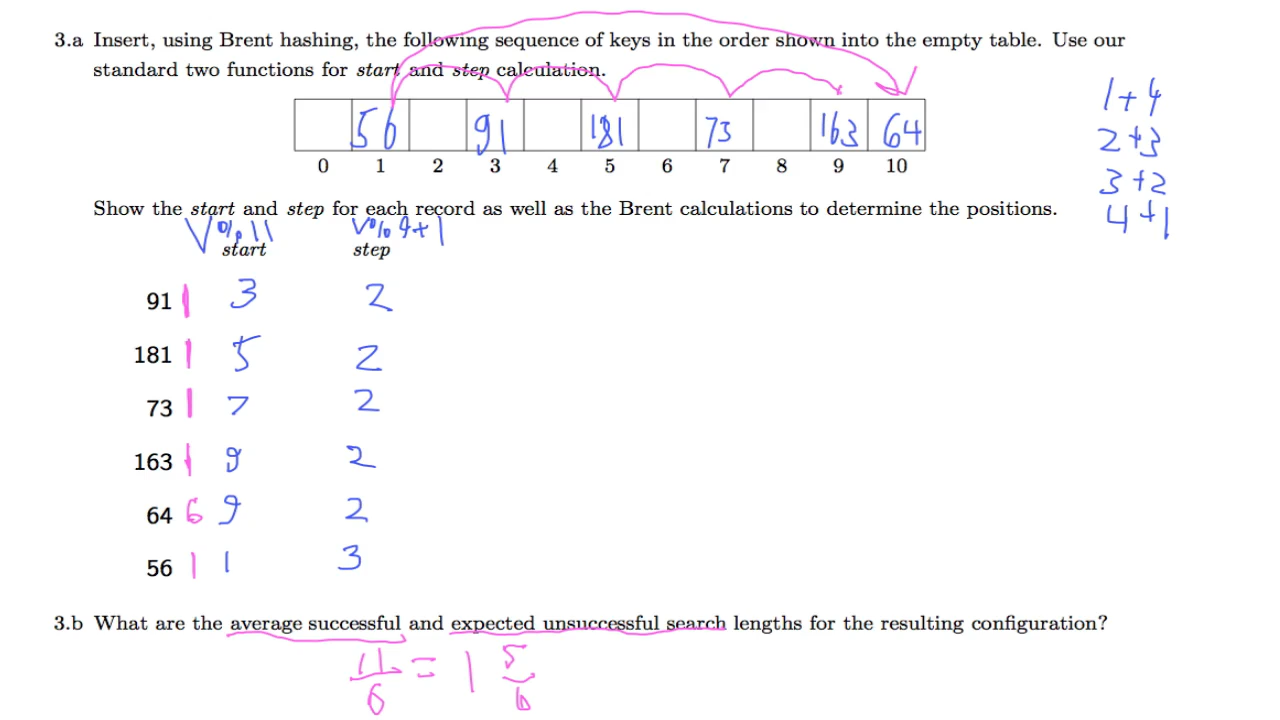 3.a Insert, using Brent hashing, the following sequence of keys in the order shown into the empty table. Use our
standard two functions for start and step calculation.
56 91 181 73 163 64
0 1 2 3 4 5 6 7 8 9 10
1+4
2+3
3+2
4+1
Show the start and step for each record as well as the Brent calculations to determine the positions.
V%11 V%9+1
start step
91 1 3 2
181 1 5 2
73 1 7 2
163 1 9 2
64 6 9 2
56 1 1 3
3.b What are the average successful and expected unsuccessful search lengths for the resulting configuration?
11/6 = 1 5/6